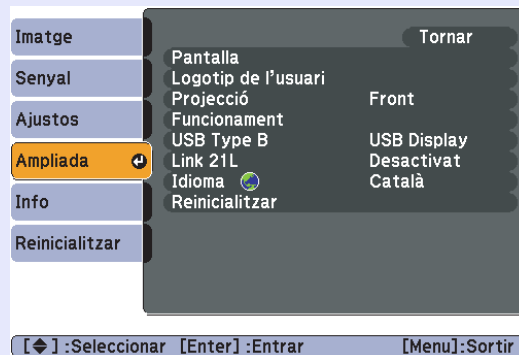 Imatge
Senyal
Ajustos
Ampliada
Info
Reinicialitzar
Tornar
Pantalla
Logotip de l'usuari
Projecció Front
Funcionament
USB Type B USB Display
Link 21L Desactivat
Idioma Català
Reinicialitzar
[◆] :Seleccionar [Enter] :Entrar [Menu]:Sortir